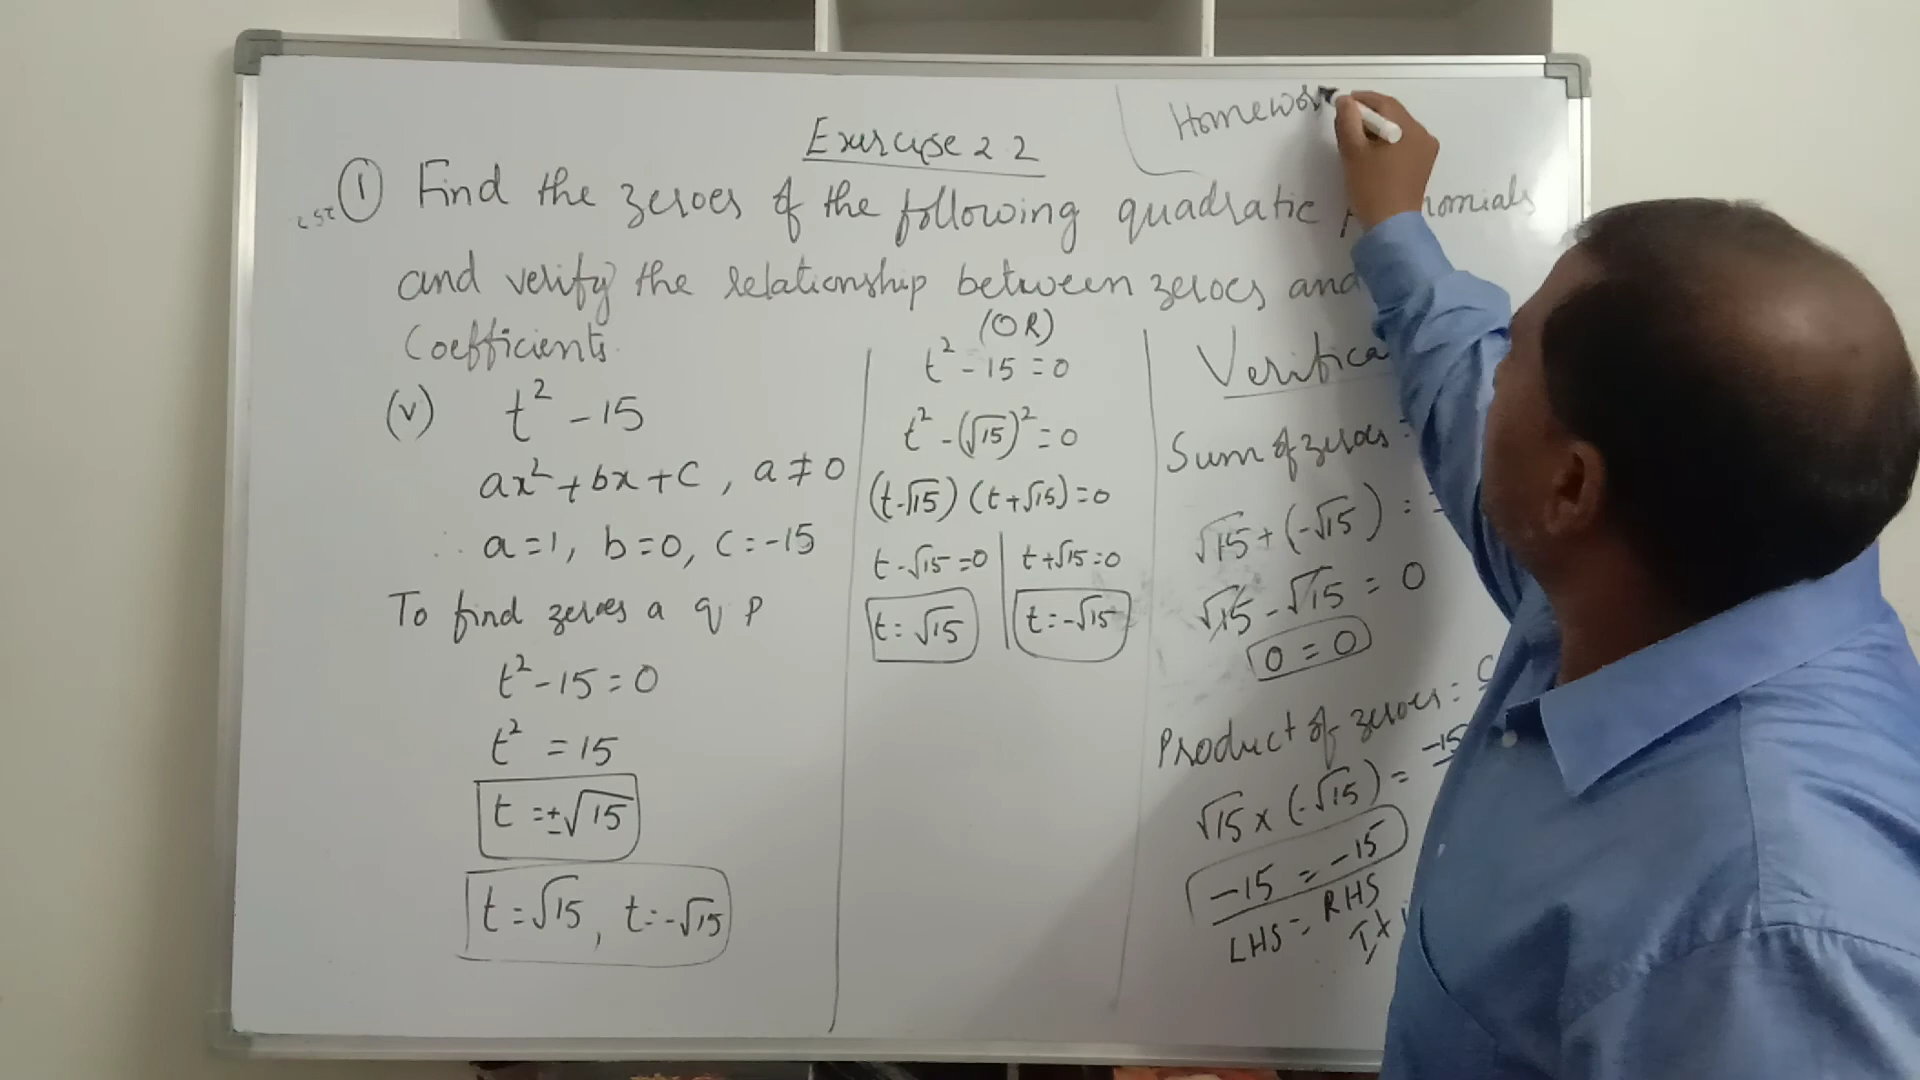 Homewor
Exercise 2.2
① Find the zeroes of the following quadratic nomials
and verify the relationship between zeroes and
Coefficients.
(v) t² - 15
ax² + bx + c , a ≠ 0
∴ a = 1, b = 0, c = -15
To find zeroes a q p
t² - 15 = 0
t² = 15
t = ±√15
t = √15 , t = -√15
(OR)
t² - 15 = 0
t² - (√15)² = 0
(t - √15) (t + √15) = 0
t - √15 = 0 | t + √15 = 0
t = √15 | t = -√15
Verifica
Sum of zeroes =
√15 + (-√15) =
√15 - √15 = 0
0 = 0
Product of zeroes = c
√15 × (-√15) = -15
-15 = -15
LHS = RHS